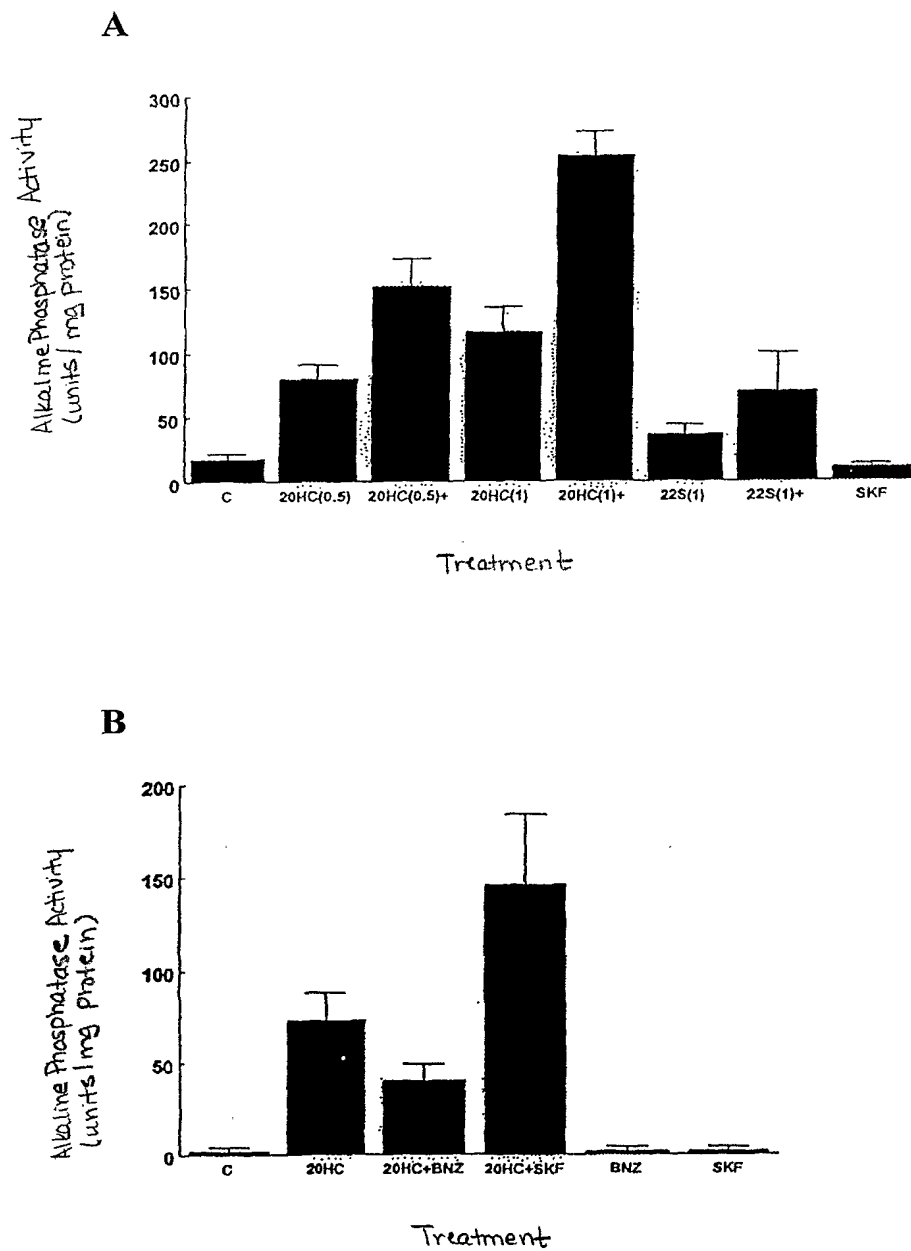 A
Alkaline Phosphatase Activity
(units/mg protein)
300
250
200
150
100
50
0
C 20HC(0.5) 20HC(0.5)+ 20HC(1) 20HC(1)+ 22S(1) 22S(1)+ SKF
Treatment
B
Alkaline Phosphatase Activity
(units/mg protein)
200
150
100
50
0
C 20HC 20HC+BNZ 20HC+SKF BNZ SKF
Treatment